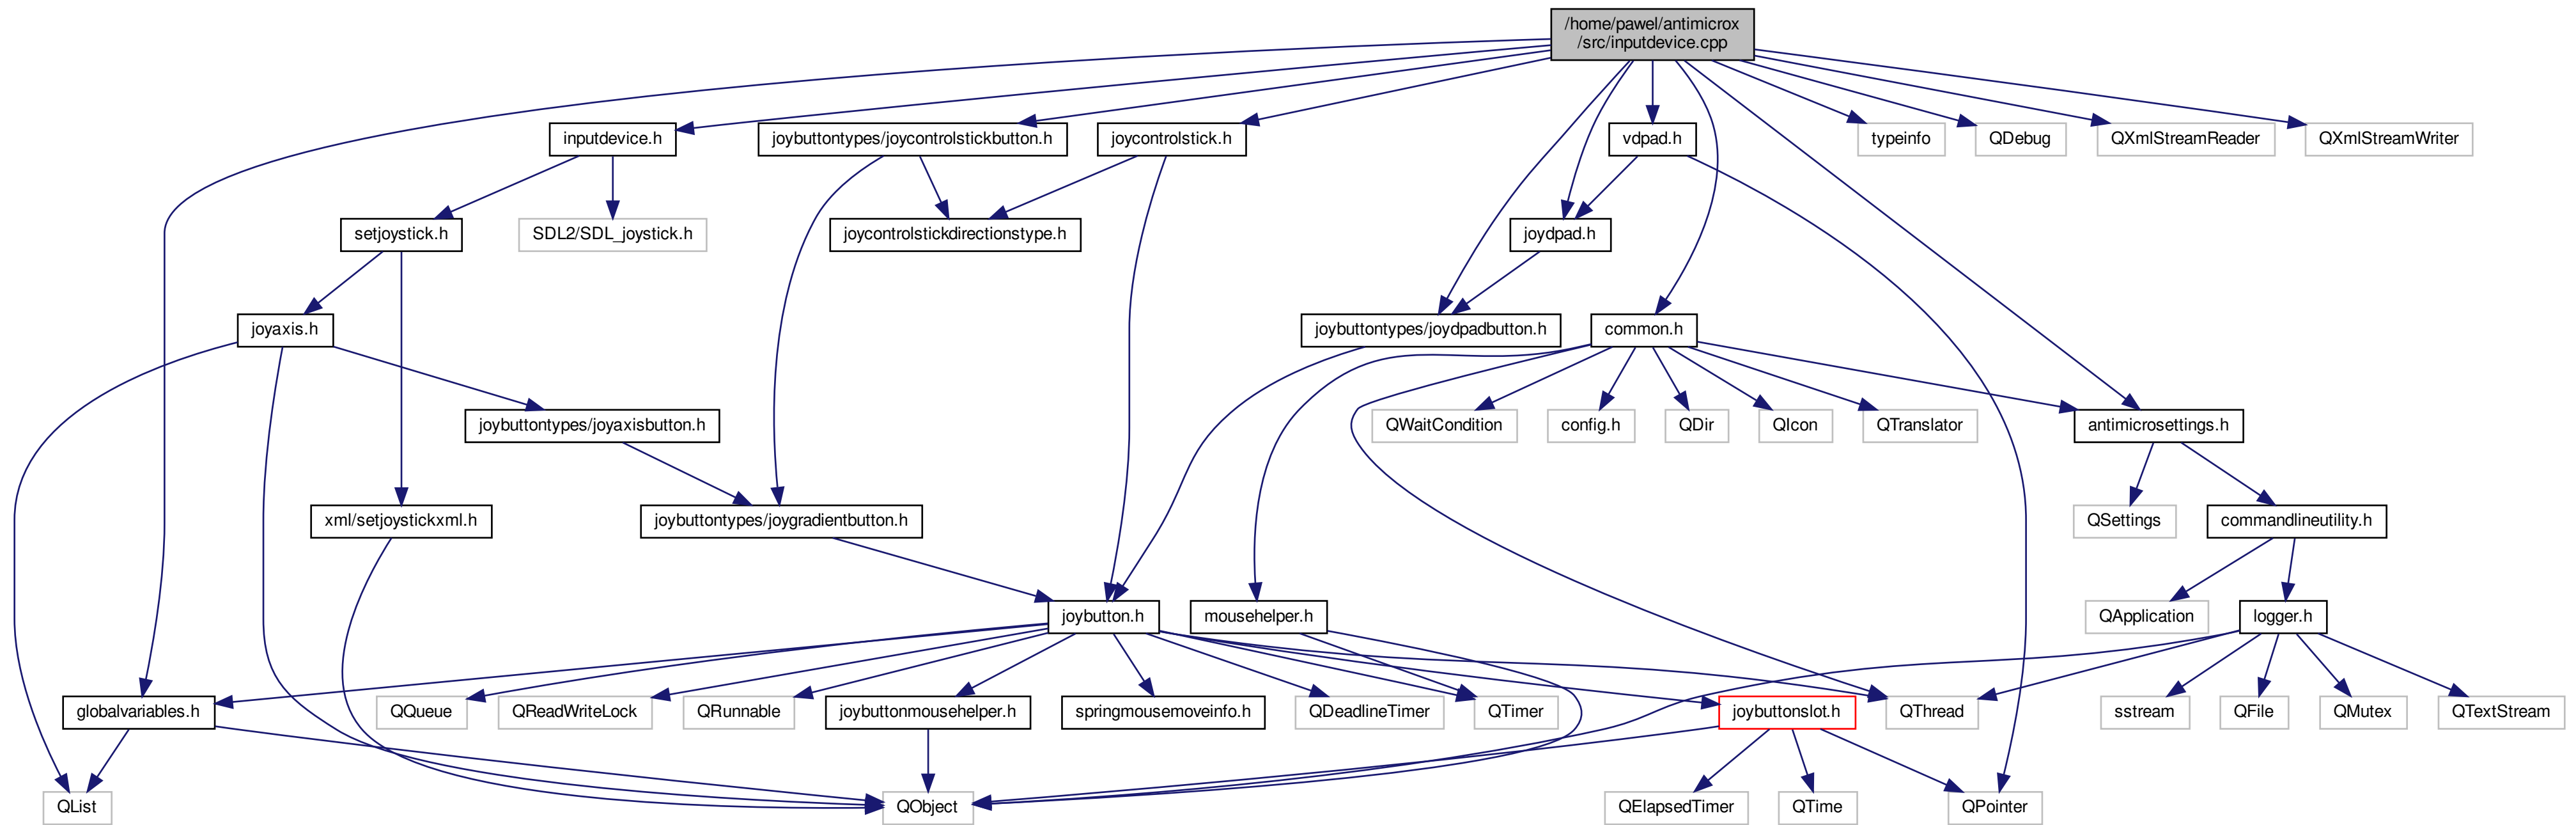 /home/pawel/antimicrox
/src/inputdevice.cpp
inputdevice.h
joybuttontypes/joycontrolstickbutton.h
joycontrolstick.h
vdpad.h
typeinfo
QDebug
QXmlStreamReader
QXmlStreamWriter
setjoystick.h
SDL2/SDL_joystick.h
joycontrolstickdirectionstype.h
joydpad.h
joyaxis.h
joybuttontypes/joydpadbutton.h
common.h
joybuttontypes/joyaxisbutton.h
QWaitCondition
config.h
QDir
QIcon
QTranslator
antimicrosettings.h
xml/setjoystickxml.h
joybuttontypes/joygradientbutton.h
QSettings
commandlineutility.h
joybutton.h
mousehelper.h
QApplication
logger.h
globalvariables.h
QQueue
QReadWriteLock
QRunnable
joybuttonmousehelper.h
springmousemoveinfo.h
QDeadlineTimer
QTimer
joybuttonslot.h
QThread
sstream
QFile
QMutex
QTextStream
QList
QObject
QElapsedTimer
QTime
QPointer